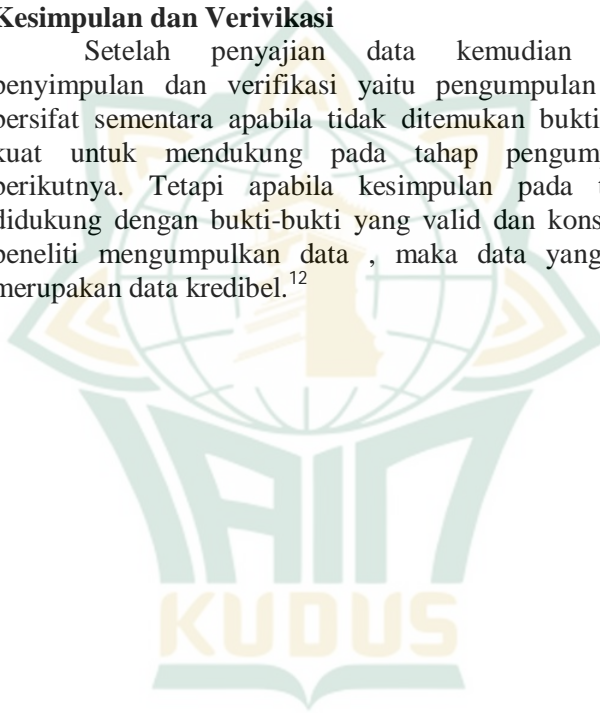 Kesimpulan dan Verivikasi
Setelah penyajian data kemudian
penyimpulan dan verifikasi yaitu pengumpulan
bersifat sementara apabila tidak ditemukan bukti
kuat untuk mendukung pada tahap pengum
berikutnya. Tetapi apabila kesimpulan pada t
didukung dengan bukti-bukti yang valid dan kons
peneliti mengumpulkan data , maka data yang
merupakan data kredibel.12
IAIN
KUDUS